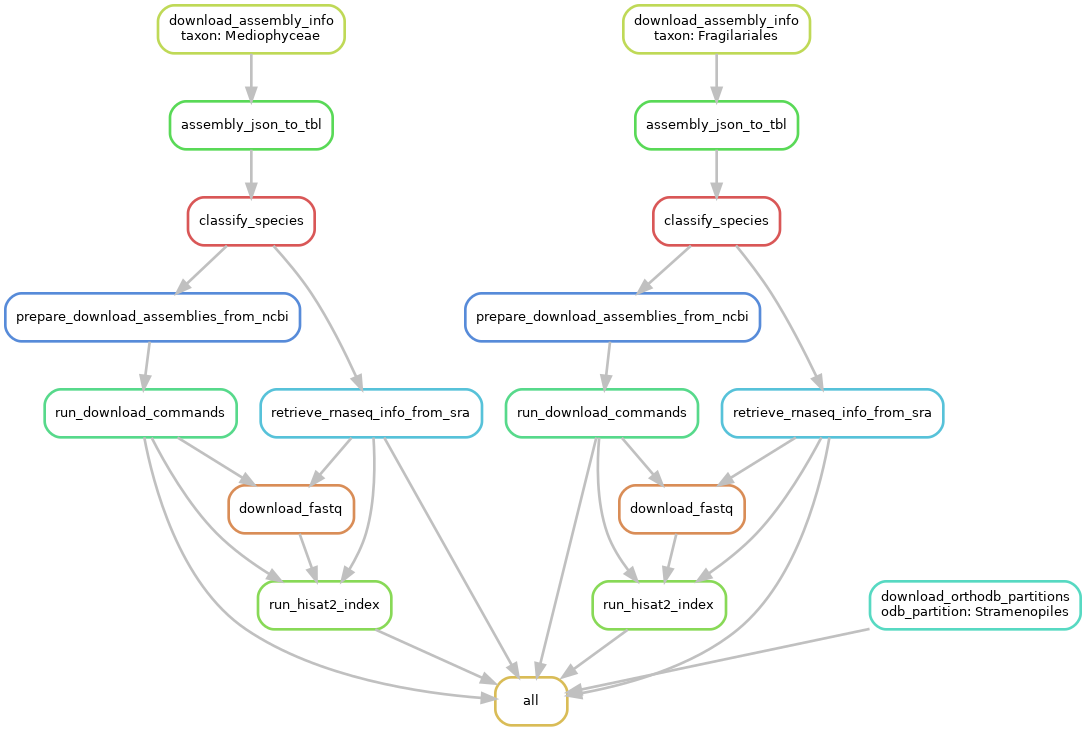 download_assembly_info
taxon: Mediophyceae
download_assembly_info
taxon: Fragilariales
assembly_json_to_tbl
assembly_json_to_tbl
classify_species
classify_species
prepare_download_assemblies_from_ncbi
prepare_download_assemblies_from_ncbi
run_download_commands
retrieve_rnaseq_info_from_sra
run_download_commands
retrieve_rnaseq_info_from_sra
download_fastq
download_fastq
run_hisat2_index
run_hisat2_index
download_orthodb_partitions
odb_partition: Stramenopiles
all